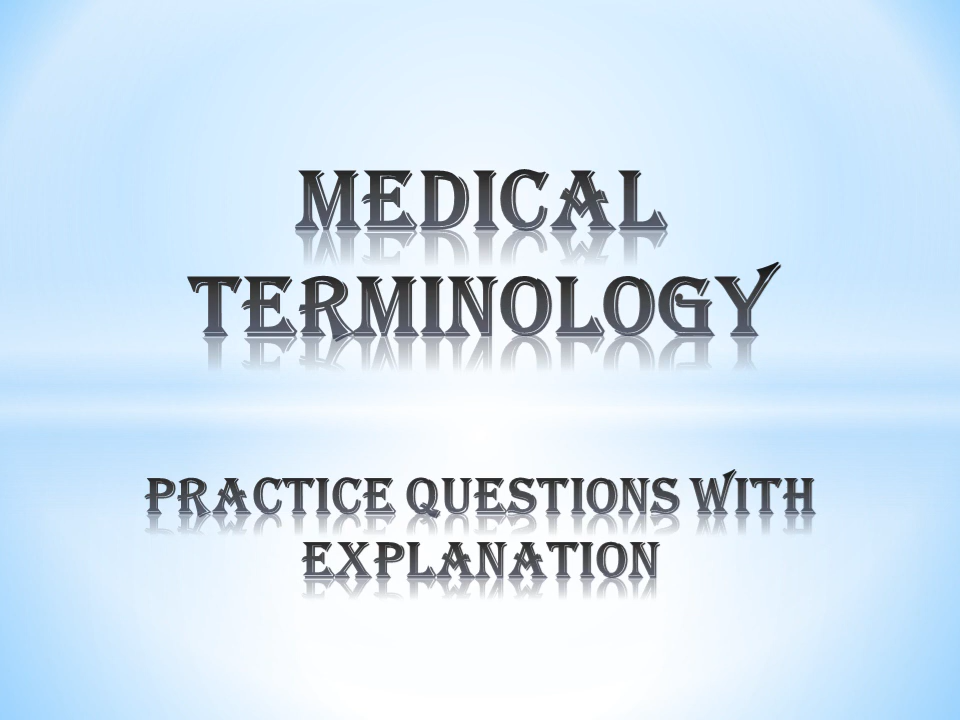 MEDICAL
TERMINOLOGY
PRACTICE QUESTIONS WITH
EXPLANATION